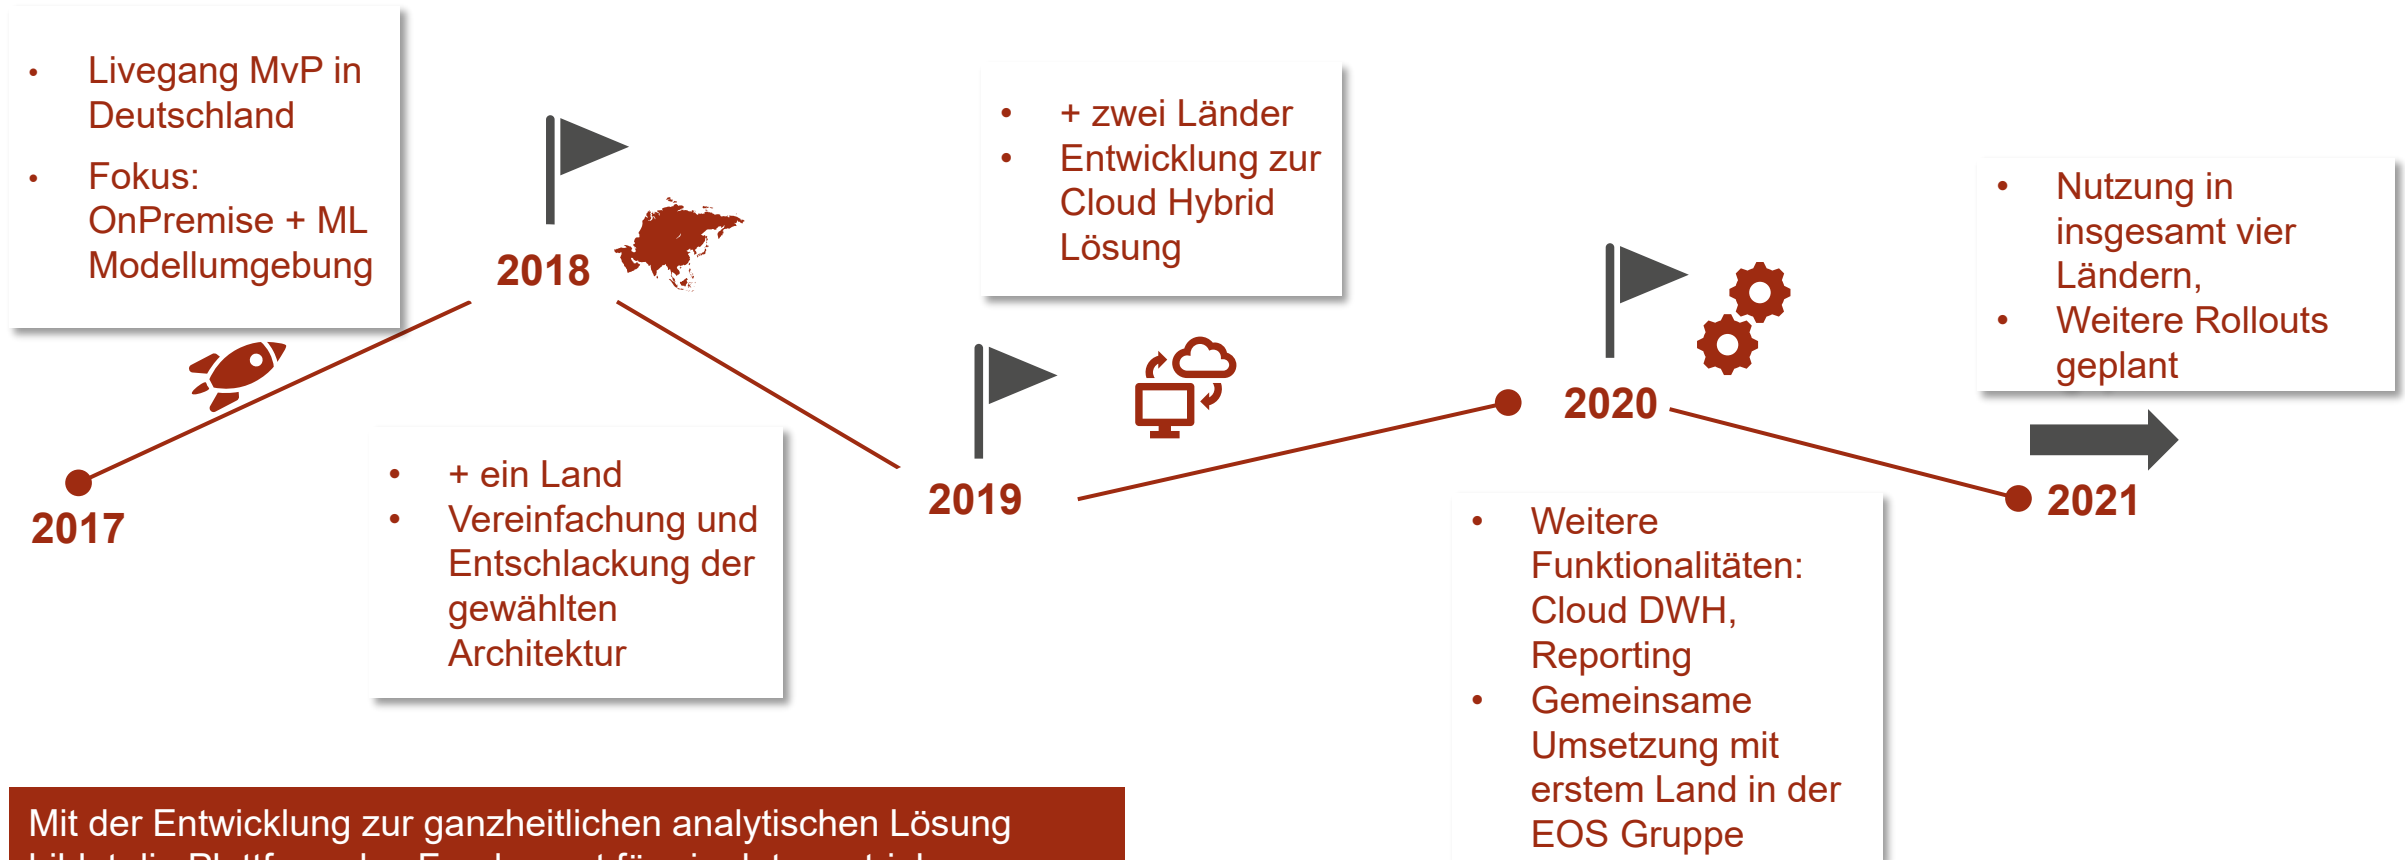 • Livegang MvP in
Deutschland
• Fokus:
OnPremise + ML
Modellumgebung
2017
2018
• + ein Land
• Vereinfachung und
Entschlackung der
gewählten
Architektur
• + zwei Länder
• Entwicklung zur
Cloud Hybrid
Lösung
2019
2020
• Weitere
Funktionalitäten:
Cloud DWH,
Reporting
• Gemeinsame
Umsetzung mit
erstem Land in der
EOS Gruppe
• Nutzung in
insgesamt vier
Ländern,
• Weitere Rollouts
geplant
2021
Mit der Entwicklung zur ganzheitlichen analytischen Lösung